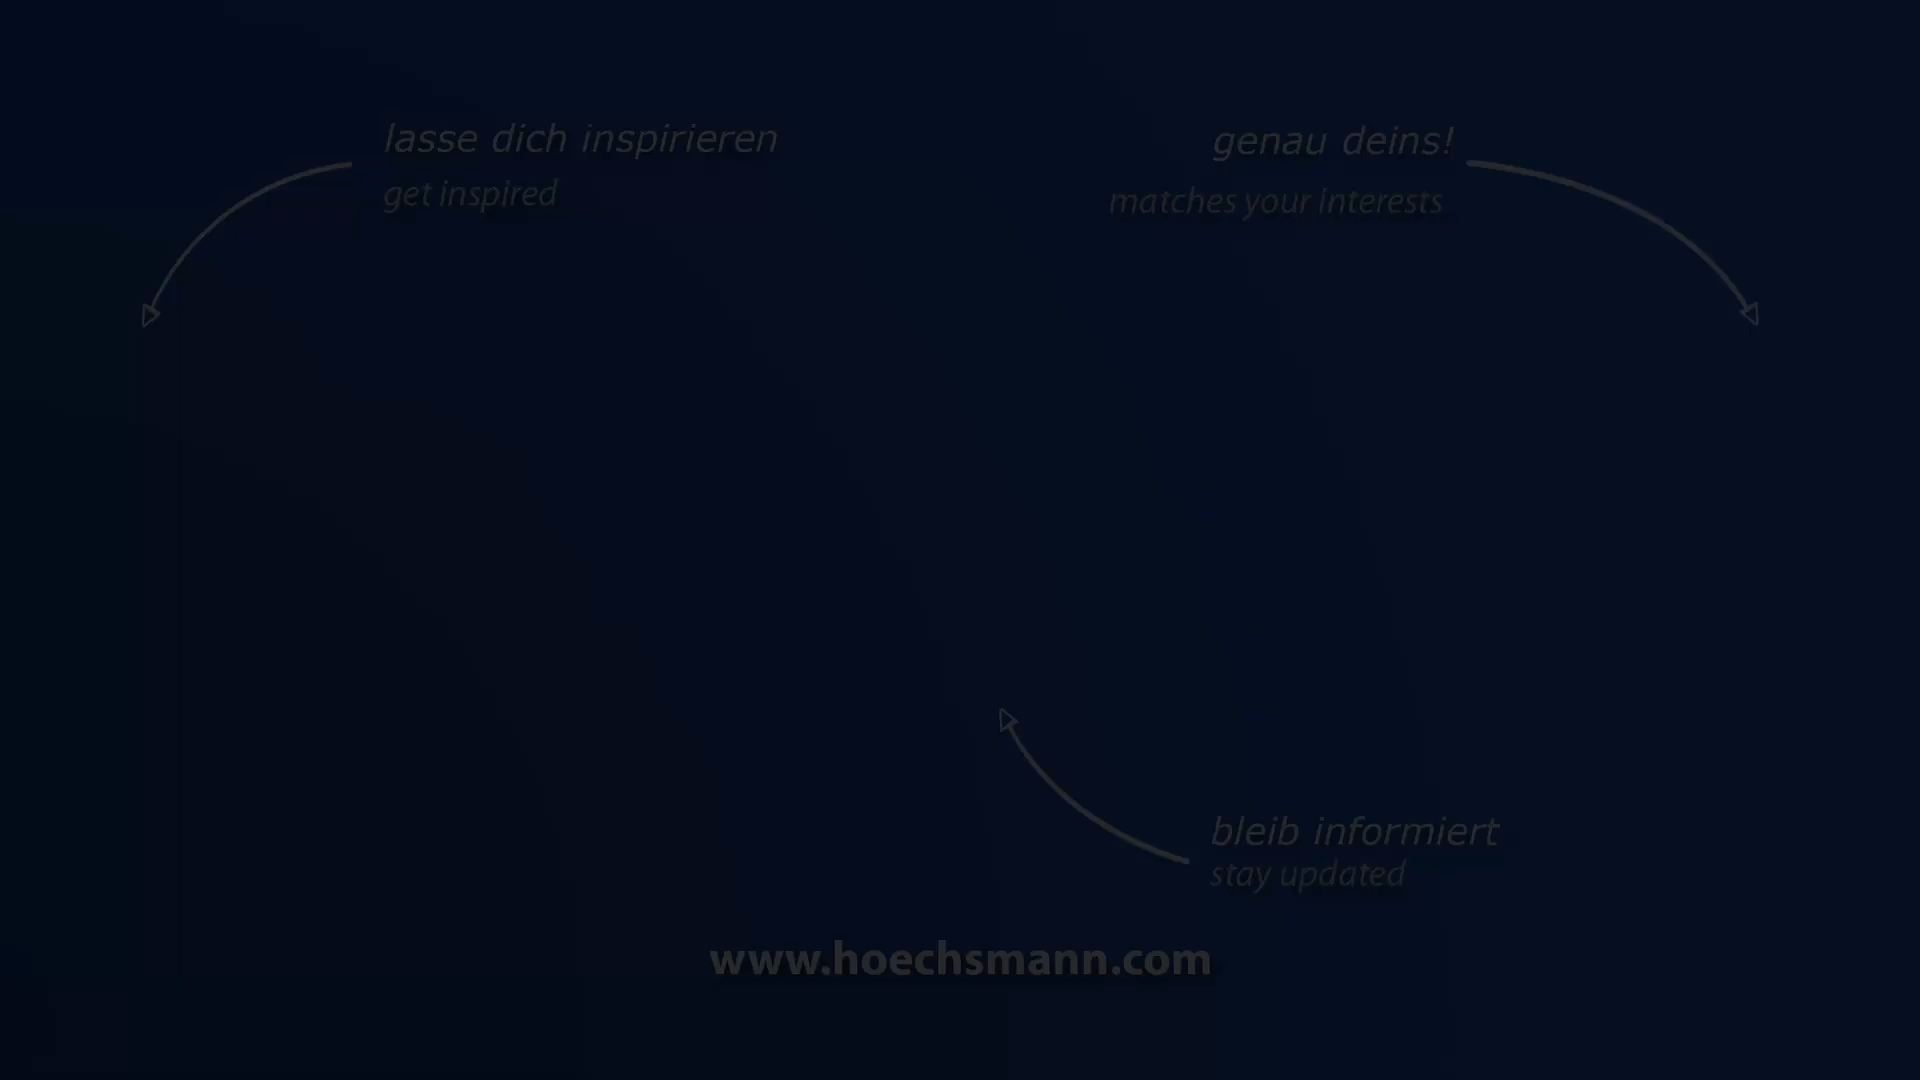 lasse dich inspirieren
get inspired
genau deins!
matches your interests
bleib informiert
stay updated
www.hoechsmann.com